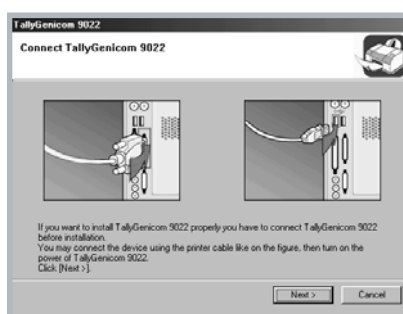 TallyGenicom 9022
Connect TallyGenicom 9022
If you want to install TallyGenicom 9022 properly you have to connect TallyGenicom 9022
before installation.
You may connect the device using the printer cable like on the figure, then turn on the
power of TallyGenicom 9022.
Click [Next >].
Next >
Cancel